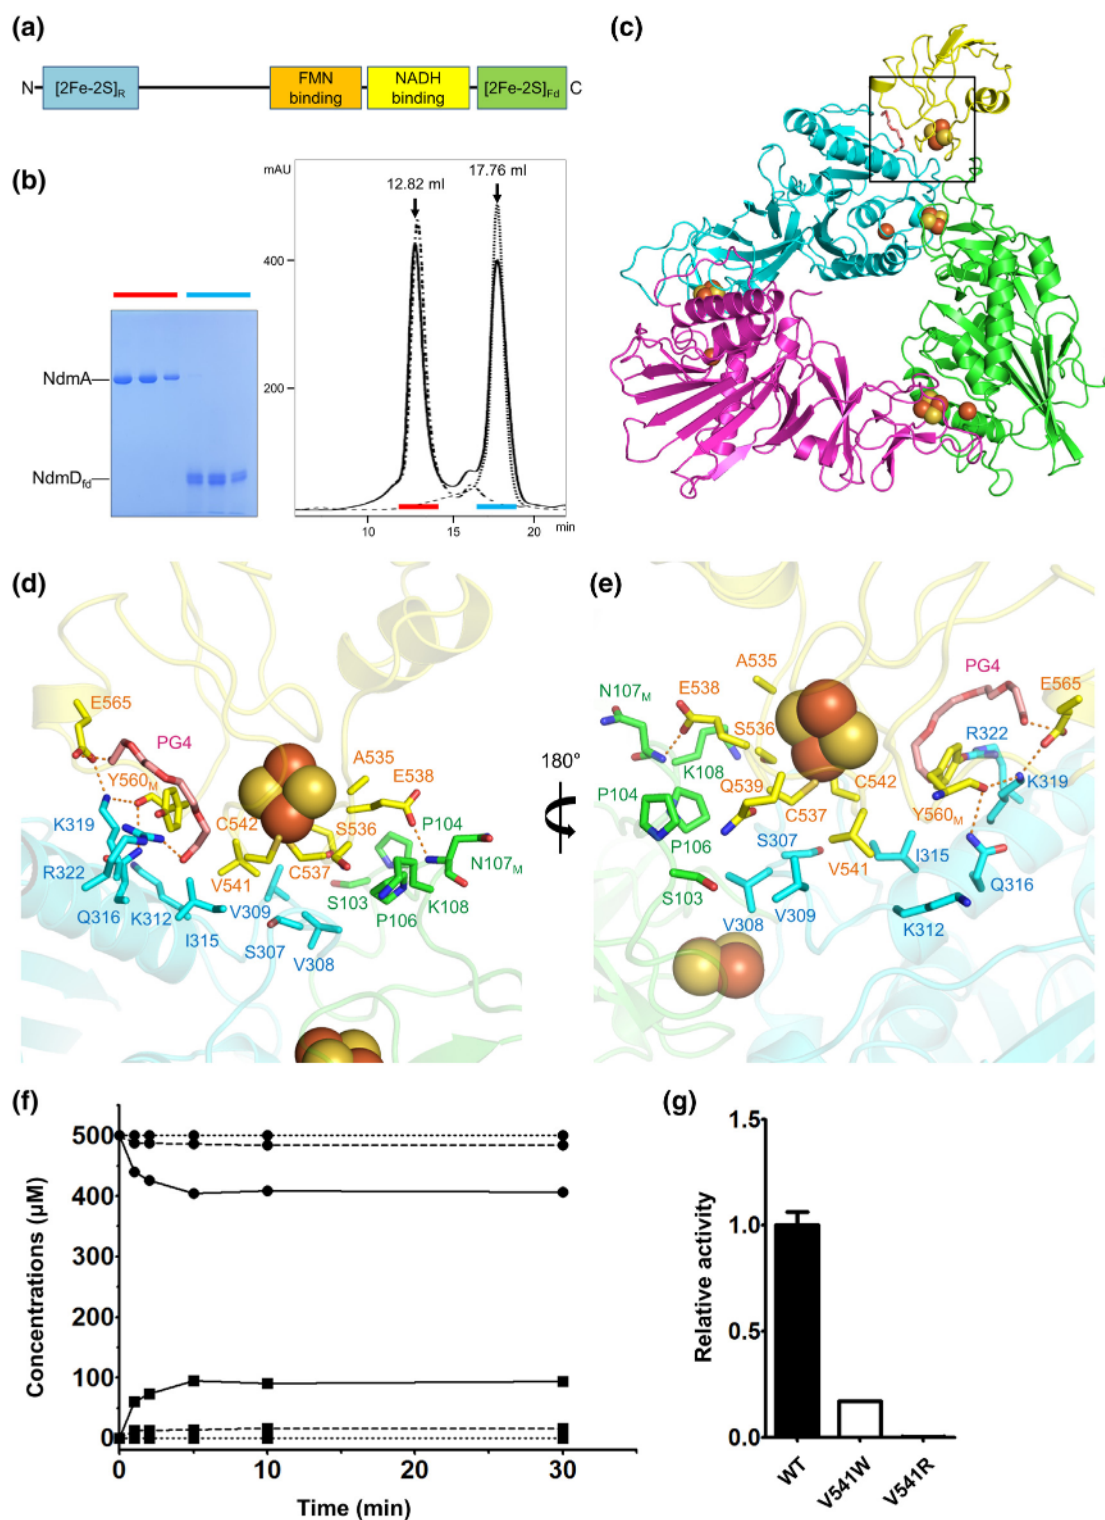 (a)
N
[2Fe-2S]R
FMN
binding
NADH
binding
[2Fe-2S]Fd
C
(b)
NdmA
NdmDfd
mAU
12.82 ml
17.76 ml
400
200
10
15
20
min
(c)
(d)
E565
PG4
Y560M
K319
R322
Q316
K312
I315
C542
V541
V309
S307
V308
C537
S536
A535
E538
S103
P104
P106
K108
N107M
180°
(e)
A535
N107M
E538
S536
K108
Q539
P104
P106
S103
S307
V308
V309
C537
C542
V541
I315
K312
Q316
Y560M
K319
R322
PG4
E565
(f)
Concentrations (µM)
500
400
300
200
100
0
0
10
20
30
Time (min)
(g)
Relative activity
1.5
1.0
0.5
0.0
WT
V541W
V541R